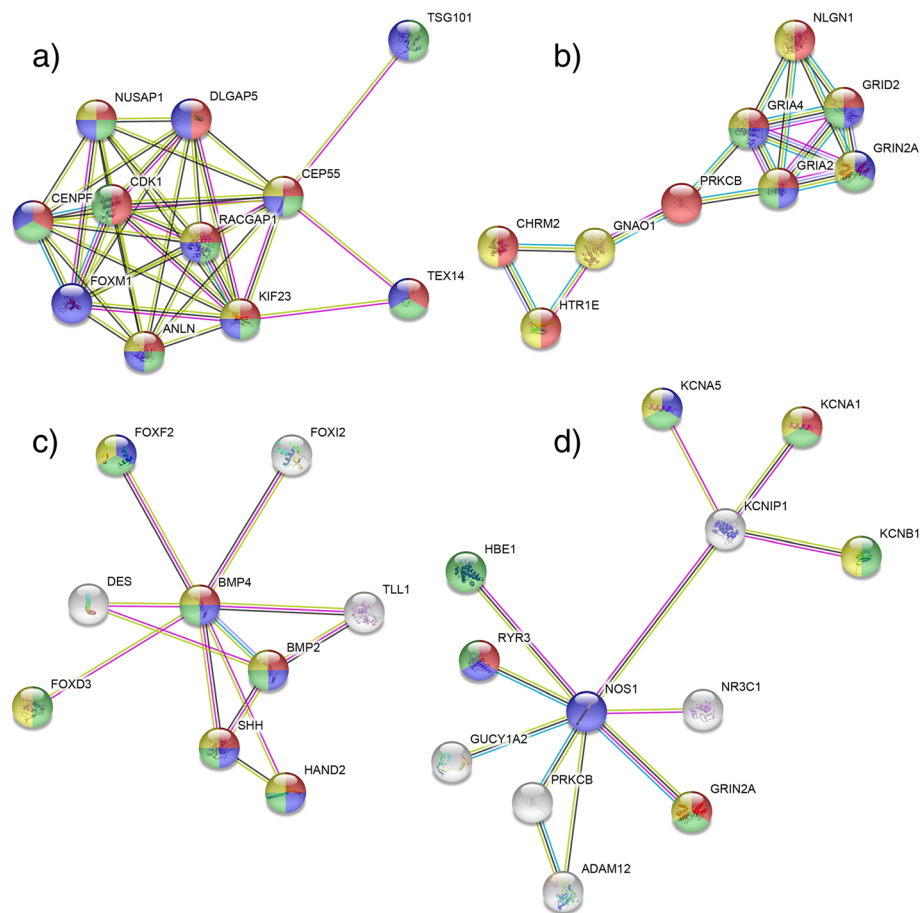 a)
TSG101
NUSAP1
DLGAP5
CEP55
CDK1
CENPF
RACGAP1
FOXM1
KIF23
TEX14
ANLN
b)
NLGN1
GRID2
GRIA4
GRIN2A
GRIA2
PRKCB
CHRM2
GNAO1
HTR1E
c)
FOXF2
FOXI2
DES
BMP4
TLL1
BMP2
FOXD3
SHH
HAND2
d)
KCNA5
KCNA1
KCNIP1
KCNB1
HBE1
RYR3
NOS1
NR3C1
GUCY1A2
PRKCB
GRIN2A
ADAM12